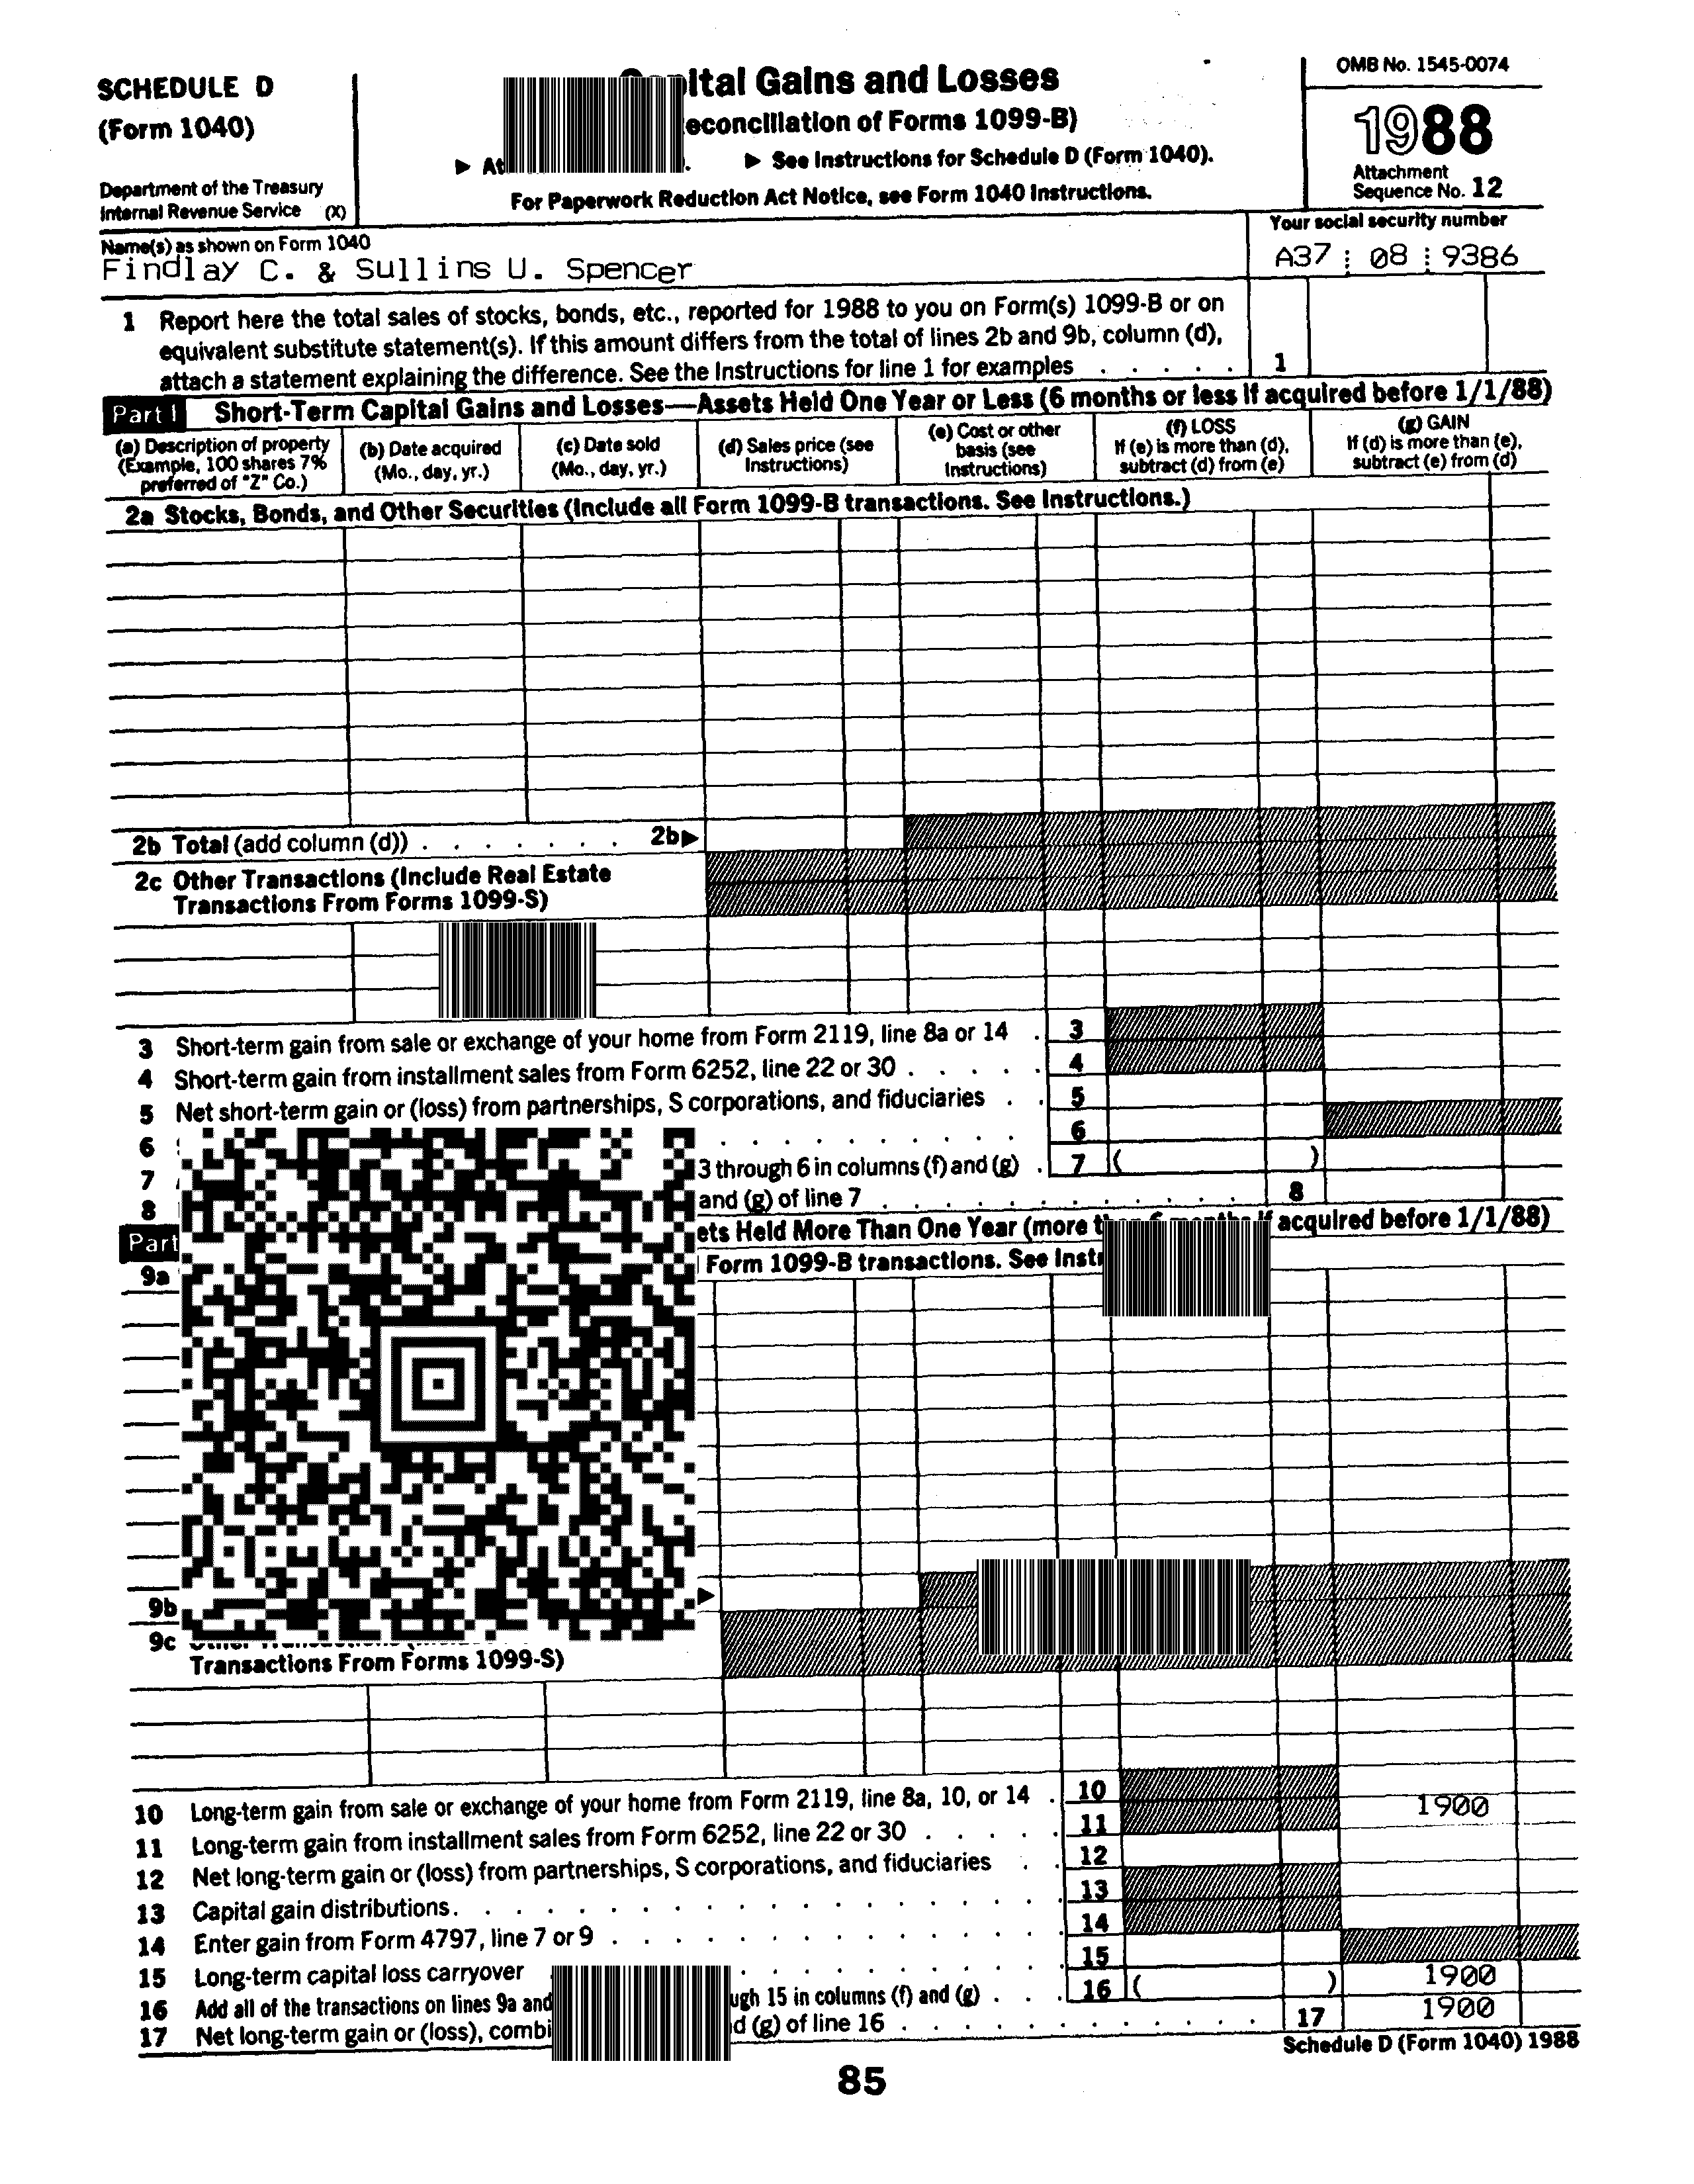 SCHEDULE D
(Form 1040)
Department of the Treasury
Internal Revenue Service (X)
ital Gains and Losses
econciliation of Forms 1099-B)
▶ At
▶ See Instructions for Schedule D (Form 1040).
For Paperwork Reduction Act Notice, see Form 1040 Instructions.
OMB No. 1545-0074
1988
Attachment
Sequence No. 12
Name(s) as shown on Form 1040
Findlay C. & Sullins U. Spencer
Your social security number
A37 08 9386
1 Report here the total sales of stocks, bonds, etc., reported for 1988 to you on Form(s) 1099-B or on
equivalent substitute statement(s). If this amount differs from the total of lines 2b and 9b, column (d),
attach a statement explaining the difference. See the Instructions for line 1 for examples . . . . . 1
Part I Short-Term Capital Gains and Losses—Assets Held One Year or Less (6 months or less if acquired before 1/1/88)
(a) Description of property
(Example, 100 shares 7%
preferred of "Z" Co.)
(b) Date acquired
(Mo., day, yr.)
(c) Date sold
(Mo., day, yr.)
(d) Sales price (see
Instructions)
(e) Cost or other
basis (see
Instructions)
(f) LOSS
If (e) is more than (d),
subtract (d) from (e)
(g) GAIN
If (d) is more than (e),
subtract (e) from (d)
2a Stocks, Bonds, and Other Securities (Include all Form 1099-B transactions. See Instructions.)
2b Total (add column (d)) . . . . . . . 2b▶
2c Other Transactions (Include Real Estate
Transactions From Forms 1099-S)
3 Short-term gain from sale or exchange of your home from Form 2119, line 8a or 14 . 3
4 Short-term gain from installment sales from Form 6252, line 22 or 30 . . . . . 4
5 Net short-term gain or (loss) from partnerships, S corporations, and fiduciaries . . 5
6 . . . . . . . . . . 6
7 3 through 6 in columns (f) and (g) . 7 ( )
8 and (g) of line 7 . . . . . . . . . . . . 8
Part ets Held More Than One Year (more if acquired before 1/1/88)
9a Form 1099-B transactions. See
9b ▶
9c
Transactions From Forms 1099-S)
10 Long-term gain from sale or exchange of your home from Form 2119, line 8a, 10, or 14 . 10
1900
11 Long-term gain from installment sales from Form 6252, line 22 or 30 . . . . . 11
12 Net long-term gain or (loss) from partnerships, S corporations, and fiduciaries . . 12
13 Capital gain distributions . . . . . . . . . . . . . . . . . . 13
14 Enter gain from Form 4797, line 7 or 9 . . . . . . . . . . . . . . 14
15 Long-term capital loss carryover . . . . . . . . . . 15
16 Add all of the transactions on lines 9a and ugh 15 in columns (f) and (g) . . . 16 ( ) 1900
17 Net long-term gain or (loss), combi d (g) of line 16 . . . . . . . . . . . 17 1900
Schedule D (Form 1040) 1988
85